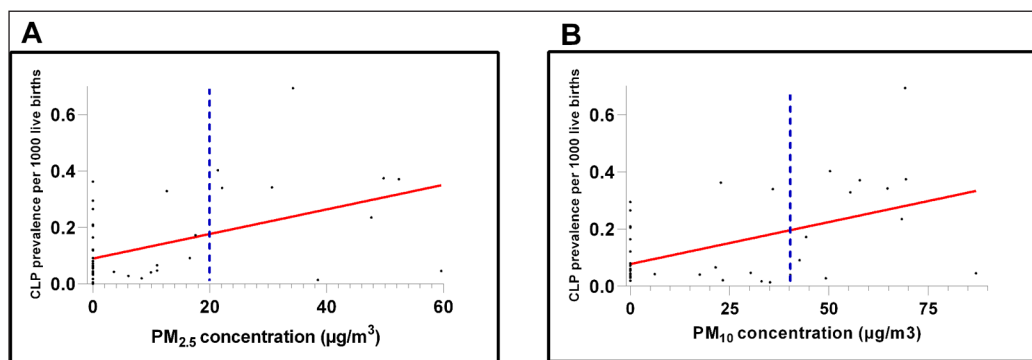 A
CLP prevalence per 1000 live births
0.6
0.4
0.2
0.0
0 20 40 60
PM2.5 concentration (µg/m³)
B
CLP prevalence per 1000 live births
0.6
0.4
0.2
0.0
0 25 50 75
PM10 concentration (µg/m3)